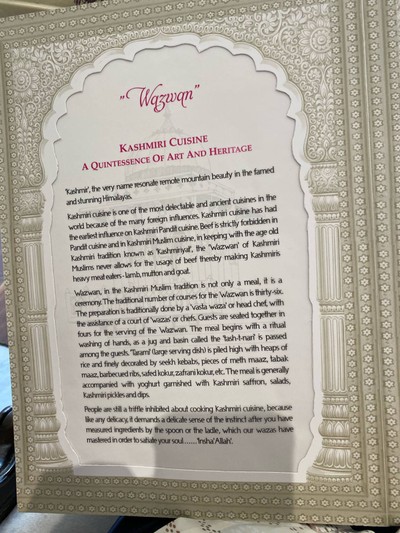 "Wazwan"
KASHMIRI CUISINE
A QUINTESSENCE OF ART AND HERITAGE
'Kashmir', the very name resonate remote mountain beauty in the famed
and stunning Himalayas.
Kashmiri cuisine is one of the most delectable and ancient cuisines in the
world because of the many foreign influences. Kashmiri cuisine has had
the earliest influence on Kashmiri Pandit cuisine. Beef is strictly forbidden in
Pandit cuisine and in Kashmiri Muslim cuisine, in keeping with the age old
Kashmiri tradition known as 'Kashmiriyat', the "Wazwan' of Kashmiri
Muslims never allows for the usage of beef thereby making Kashmiris
heavy meat eaters - lamb, mutton and goat.
Wazwan, in the Kashmiri Muslim tradition is not only a meal, it is a
ceremony. The traditional number of courses for the Wazwan is thirty-six.
The preparation is traditionally done by a 'vasta waza' or head chef, with
the assistance of a court of 'wazas' or chefs. Guests are seated together in
fours for the serving of the Wazwan. The meal begins with a ritual
washing of hands, as a jug and basin called the 'tash-t-nari' is passed
among the guests. 'Tarami' (large serving dish) is piled high with heaps of
rice and finely decorated by seekh kebabs, pieces of meth maaz, tabak
maaz, barbecued ribs, safed kokur, zafrani kokur, etc. The meal is generally
accompanied with yoghurt garnished with Kashmiri saffron, salads,
Kashmiri pickles and dips.
People are still a triffle inhibited about cooking Kashmiri cuisine, because
like any delicacy, it demands a delicate sense of the instinct after you have
measured ingredients by the spoon or the ladle, which our wazas have
mastered in order to satiate your soul.......'Insha' Allah'.